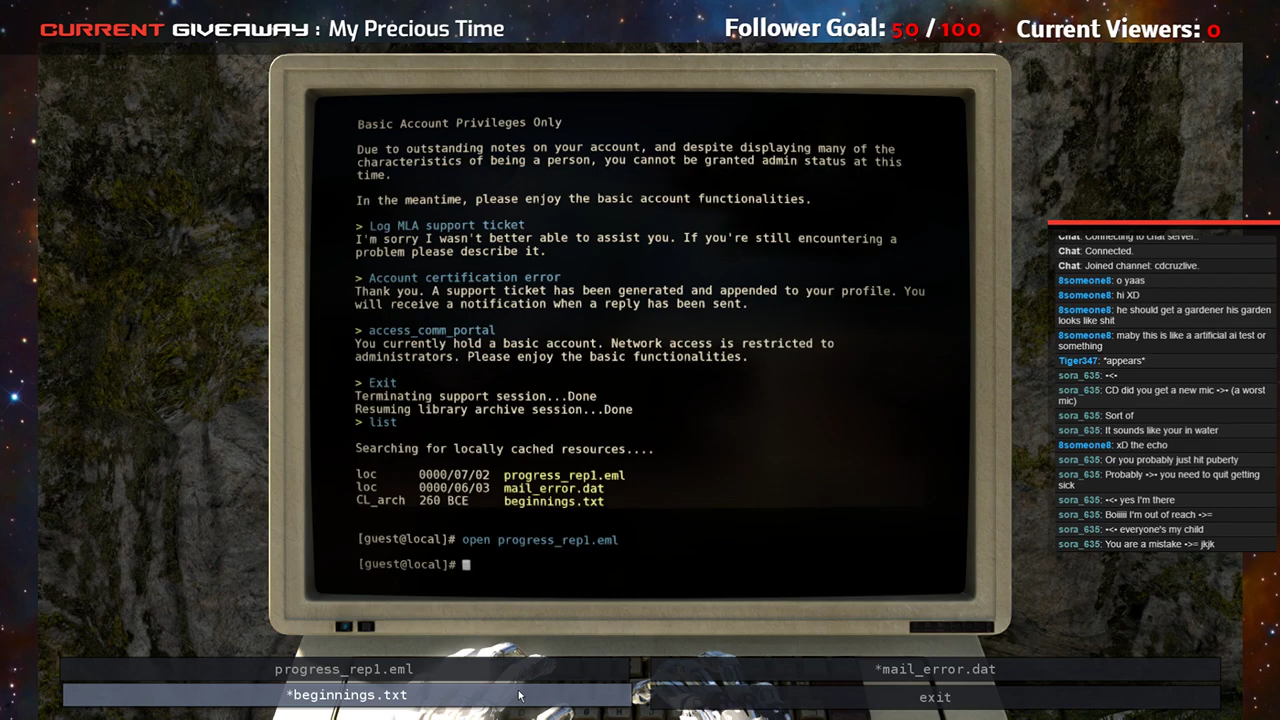 CURRENT GIVEAWAY : My Precious Time
Follower Goal: 50 / 100
Current Viewers: 0
Basic Account Privileges Only
Due to outstanding notes on your account, and despite displaying many of the
characteristics of being a person, you cannot be granted admin status at this
time.
In the meantime, please enjoy the basic account functionalities.
> Log MLA support ticket
I'm sorry I wasn't better able to assist you. If you're still encountering a
problem please describe it.
> Account certification error
Thank you. A support ticket has been generated and appended to your profile. You
will receive a notification when a reply has been sent.
> access_comm_portal
You currently hold a basic account. Network access is restricted to
administrators. Please enjoy the basic functionalities.
> Exit
Terminating support session...Done
Resuming library archive session...Done
> list
Searching for locally cached resources....
loc 0000/07/02 progress_rep1.eml
loc 0000/06/03 mail_error.dat
CL_arch 260 BCE beginnings.txt
[guest@local]# open progress_rep1.eml
[guest@local]#
progress_rep1.eml
*mail_error.dat
*beginnings.txt
exit
Chat: Connecting to chat server..
Chat: Connected.
Chat: Joined channel: cdcruzlive.
8someone8: o yaas
8someone8: hi XD
8someone8: he should get a gardener his garden
looks like shit
8someone8: maby this is like a artificial ai test or
something
Tiger347: *appears*
sora_635: •<•
sora_635: CD did you get a new mic •>• (a worst
mic)
sora_635: Sort of
sora_635: It sounds like your in water
8someone8: xD the echo
sora_635: Or you probably just hit puberty
sora_635: Probably •>• you need to quit getting
sick
sora_635: •<• yes I'm there
sora_635: Boiiiii I'm out of reach •>=
sora_635: •<• everyone's my child
sora_635: You are a mistake •>= jkjk